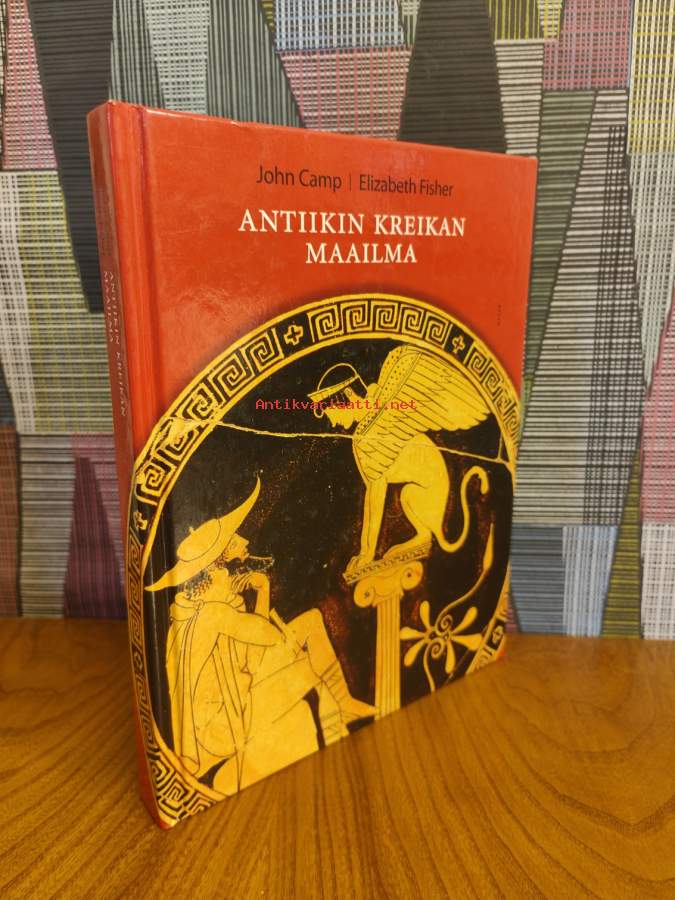 John Camp | Elizabeth Fisher
ANTIIKIN KREIKAN
MAAILMA
Antikvariaatti.net
ANTIIKIN KREIKAN
MAAILMA